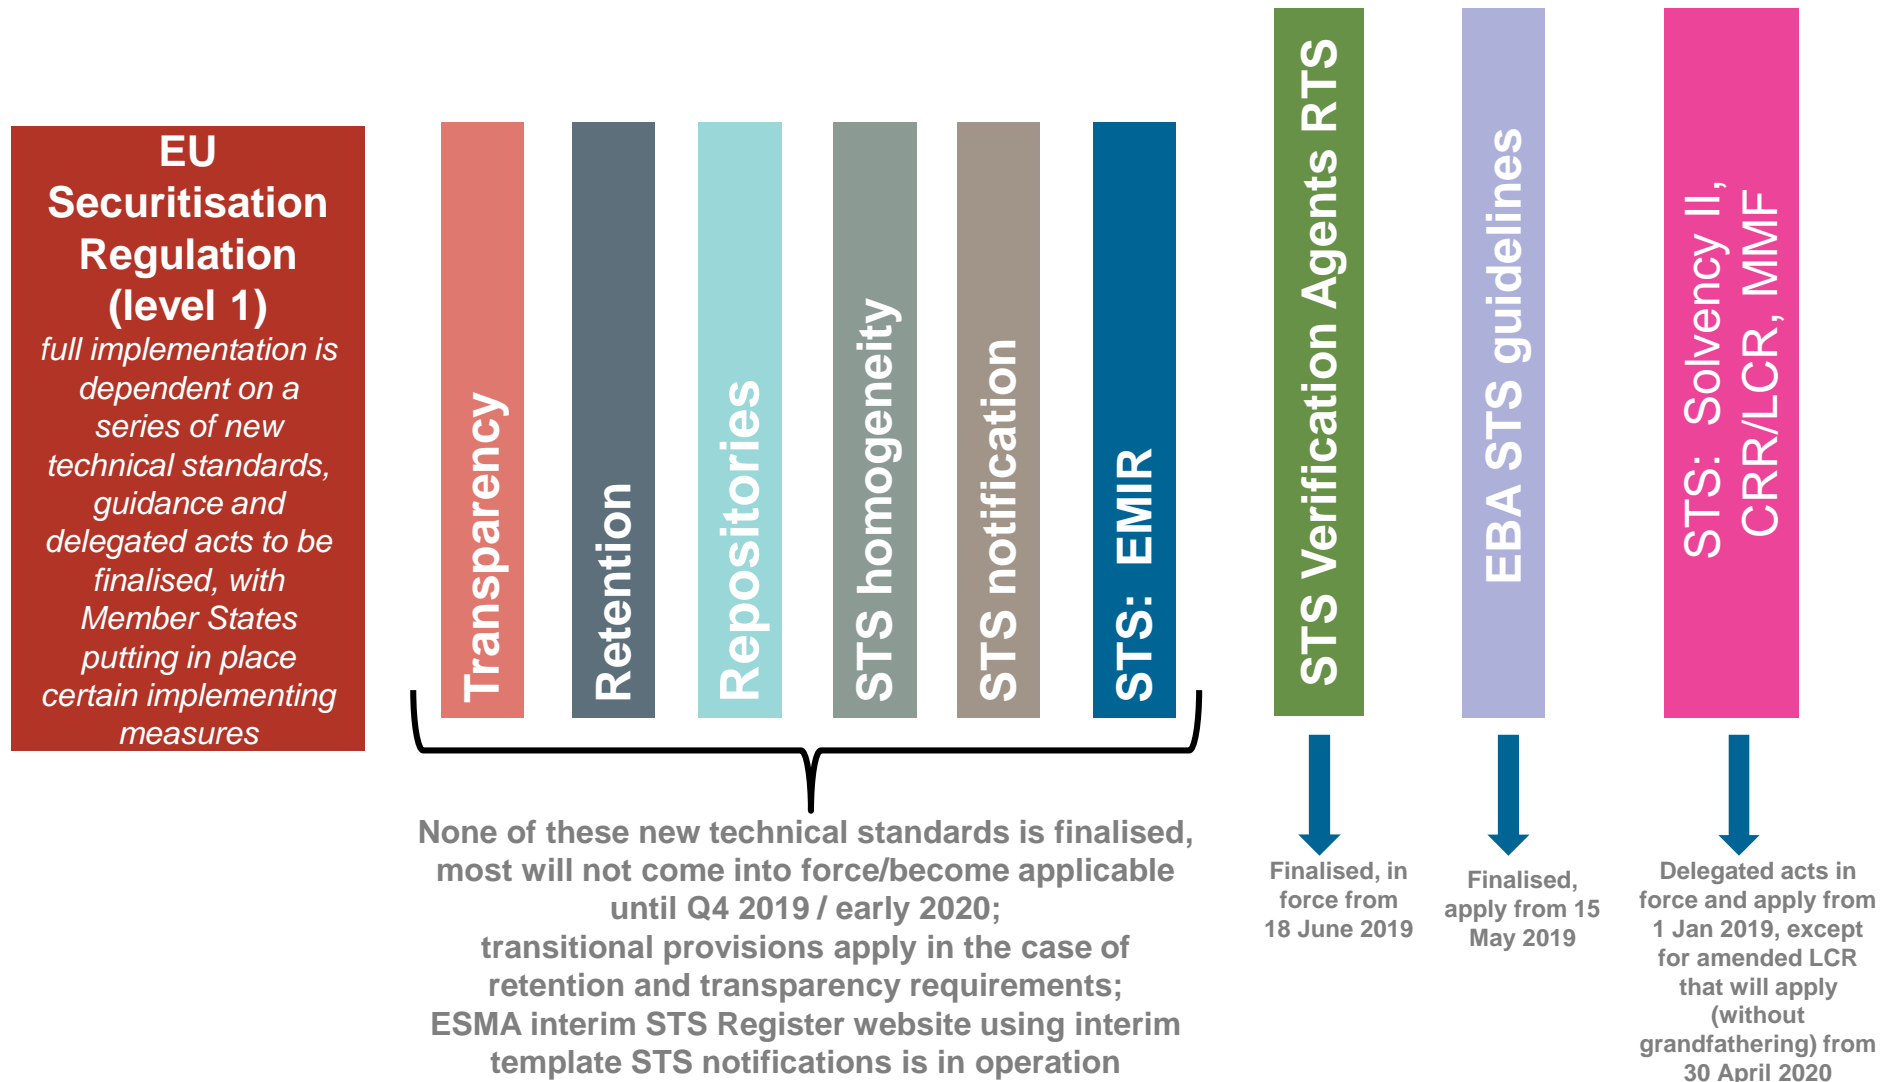 EU
Securitisation
Regulation
(level 1)
full implementation is
dependent on a
series of new
technical standards,
guidance and
delegated acts to be
finalised, with
Member States
putting in place
certain implementing
measures
Transparency
Retention
Repositories
STS homogeneity
STS notification
STS: EMIR
STS Verification Agents RTS
EBA STS guidelines
STS: Solvency II,
CRR/LCR, MMF
None of these new technical standards is finalised,
most will not come into force/become applicable
until Q4 2019 / early 2020;
transitional provisions apply in the case of
retention and transparency requirements;
ESMA interim STS Register website using interim
template STS notifications is in operation
Finalised, in
force from
18 June 2019
Finalised,
apply from 15
May 2019
Delegated acts in
force and apply from
1 Jan 2019, except
for amended LCR
that will apply
(without
grandfathering) from
30 April 2020